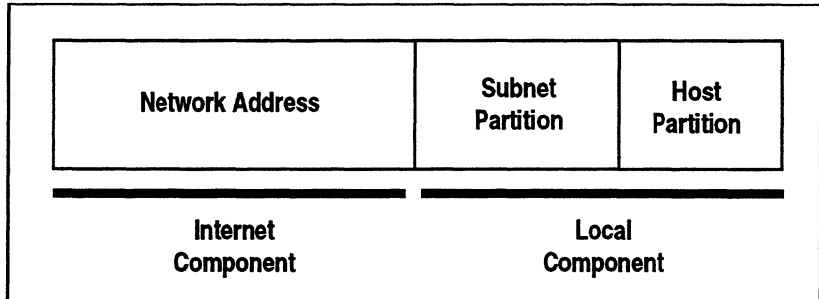 Network Address
Subnet
Partition
Host
Partition
Internet
Component
Local
Component